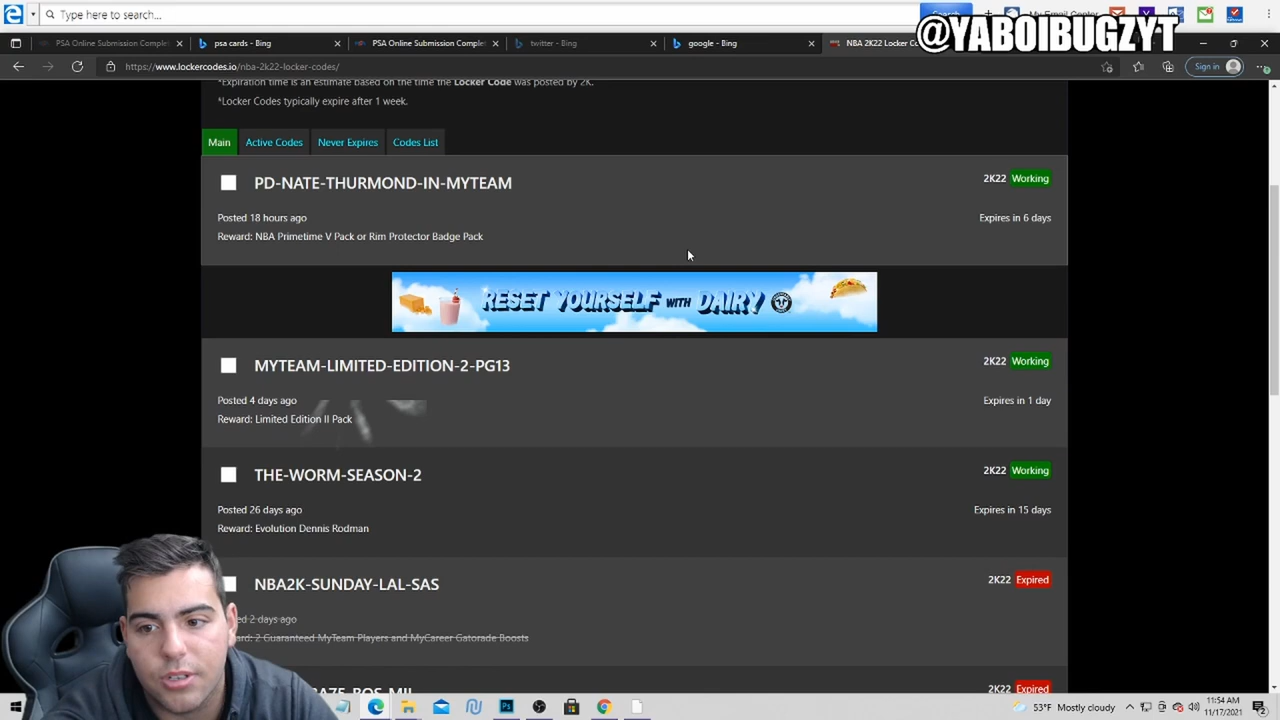 Type here to search...
Search
My Email Center
@YABOIBUGZYT
PSA Online Submission Comple
psa cards - Bing
PSA Online Submission Comple
twitter - Bing
google - Bing
NBA 2K22 Locker Co
https://www.lockercodes.io/nba-2k22-locker-codes/
Sign in
*Expiration time is an estimate based on the time the Locker Code was posted by 2K.
*Locker Codes typically expire after 1 week.
Main
Active Codes
Never Expires
Codes List
PD-NATE-THURMOND-IN-MYTEAM
2K22 Working
Posted 18 hours ago
Expires in 6 days
Reward: NBA Primetime V Pack or Rim Protector Badge Pack
RESET YOURSELF WITH DAIRY
MYTEAM-LIMITED-EDITION-2-PG13
2K22 Working
Posted 4 days ago
Expires in 1 day
Reward: Limited Edition II Pack
THE-WORM-SEASON-2
2K22 Working
Posted 26 days ago
Expires in 15 days
Reward: Evolution Dennis Rodman
NBA2K-SUNDAY-LAL-SAS
2K22 Expired
2 days ago
2 Guaranteed MyTeam Players and MyCareer Gatorade Boosts
Expired
53°F Mostly cloudy
11:54 AM
11/17/2021